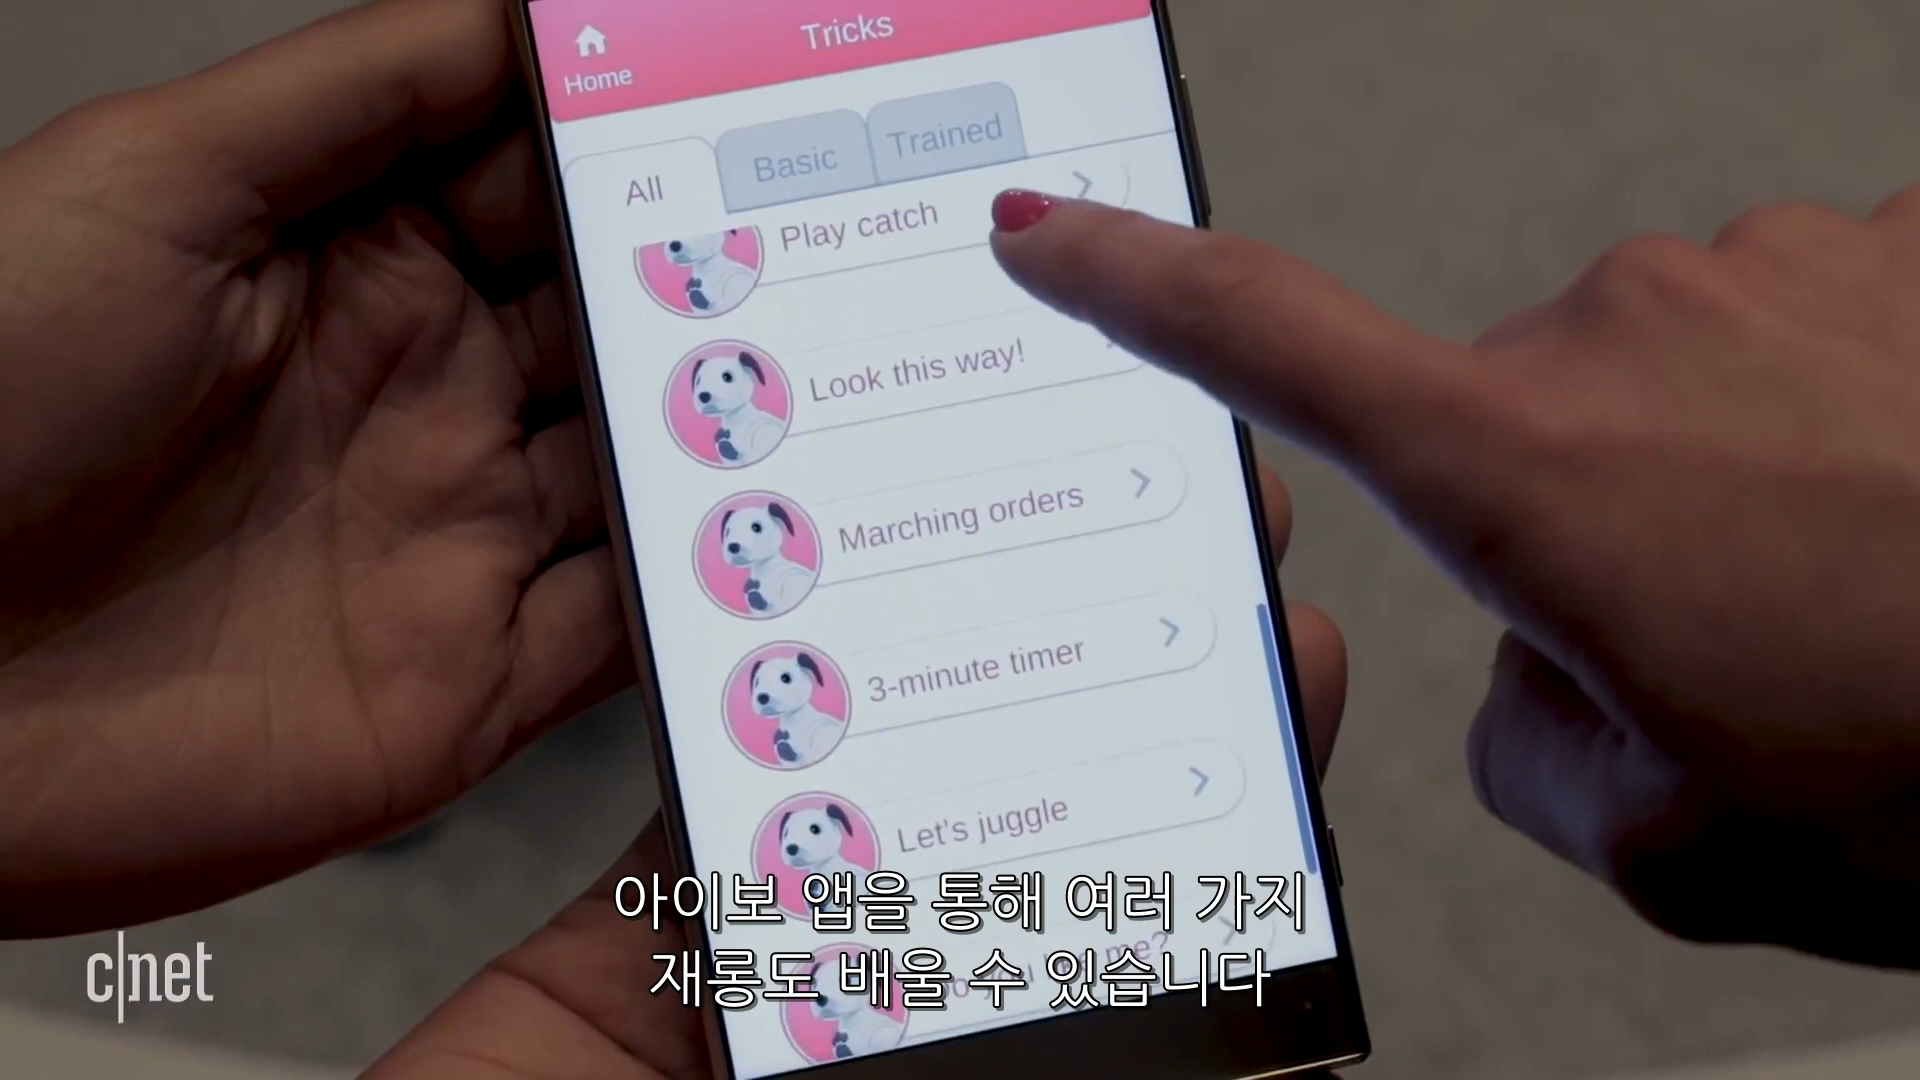 Tricks
Home
All
Basic
Trained
Play catch
Look this way!
Marching orders
3-minute timer
Let's juggle
me?
아이보 앱을 통해 여러 가지
재롱도 배울 수 있습니다
c|net